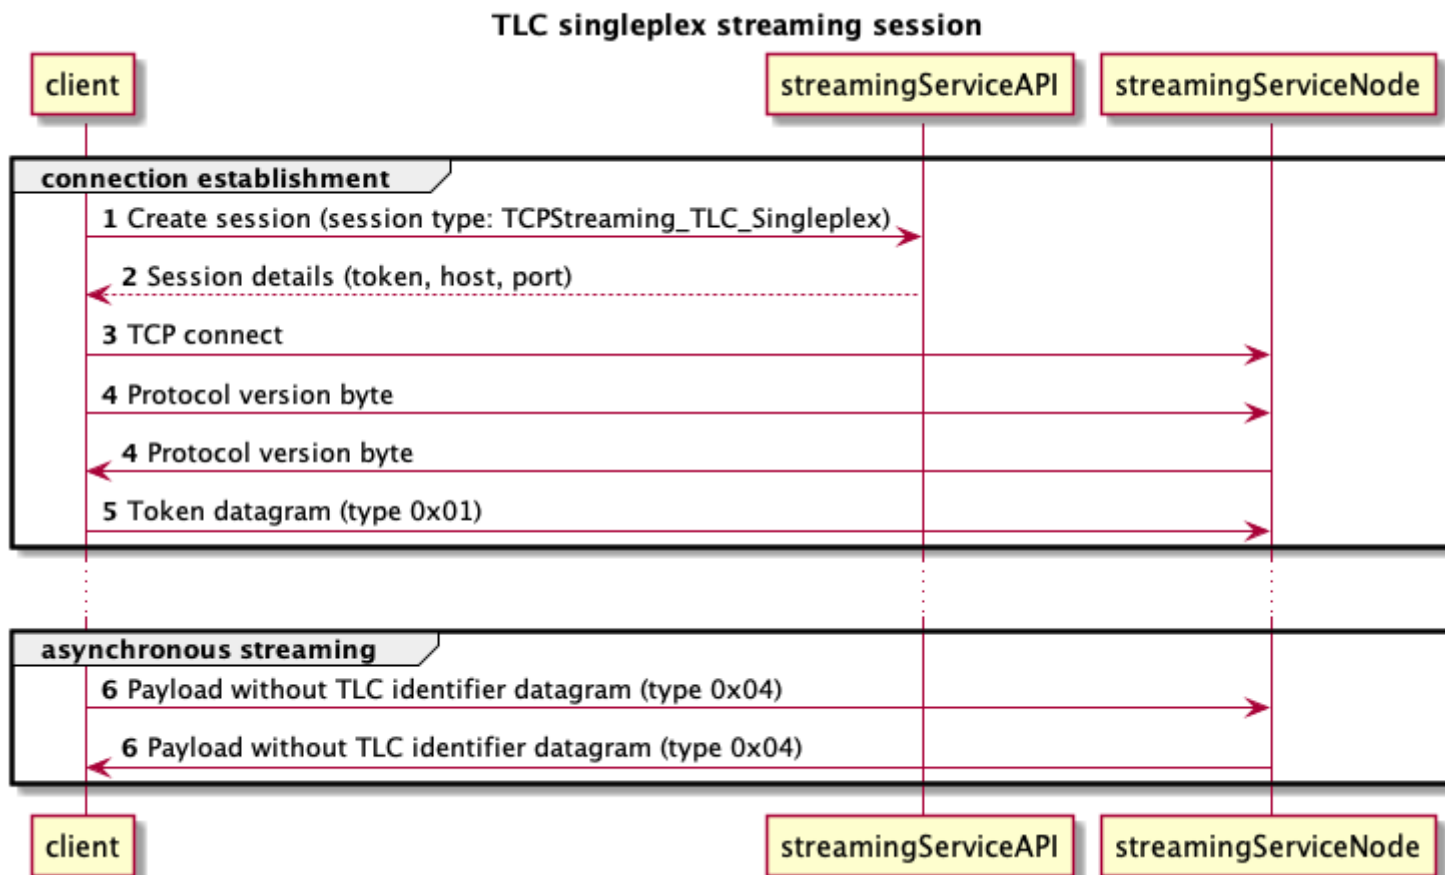 TLC singleplex streaming session
client
streamingServiceAPI
streamingServiceNode
connection establishment
1 Create session (session type: TCPStreaming_TLC_Singleplex)
2 Session details (token, host, port)
3 TCP connect
4 Protocol version byte
4 Protocol version byte
5 Token datagram (type 0x01)
asynchronous streaming
6 Payload without TLC identifier datagram (type 0x04)
6 Payload without TLC identifier datagram (type 0x04)
client
streamingServiceAPI
streamingServiceNode